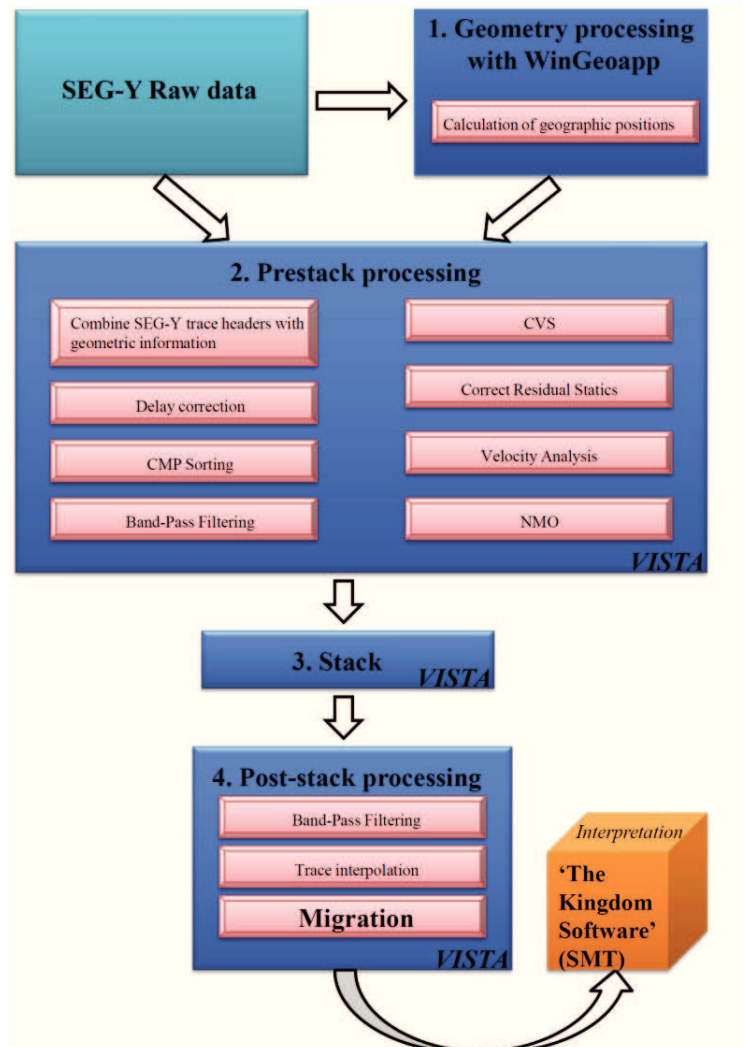 SEG-Y Raw data
1. Geometry processing
with WinGeoapp
Calculation of geographic positions
2. Prestack processing
Combine SEG-Y trace headers with
geometric information
Delay correction
CMP Sorting
Band-Pass Filtering
CVS
Correct Residual Statics
Velocity Analysis
NMO
VISTA
3. Stack
VISTA
4. Post-stack processing
Band-Pass Filtering
Trace interpolation
Migration
VISTA
Interpretation
‘The
Kingdom
Software’
(SMT)